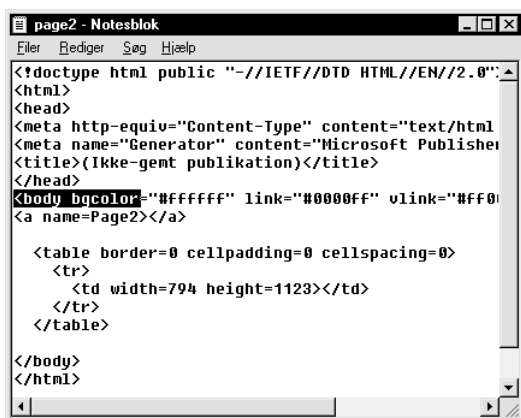 page2 - Notesblok
Filer Rediger Søg Hjælp
<!doctype html public "-//IETF//DTD HTML//EN//2.0">
<html>
<head>
<meta http-equiv="Content-Type" content="text/html
<meta name="Generator" content="Microsoft Publisher
<title>(Ikke-gemt publikation)</title>
</head>
<body bgcolor="#ffffff" link="#0000ff" vlink="#ff0
<a name=Page2></a>
<table border=0 cellpadding=0 cellspacing=0>
<tr>
<td width=794 height=1123></td>
</tr>
</table>
</body>
</html>